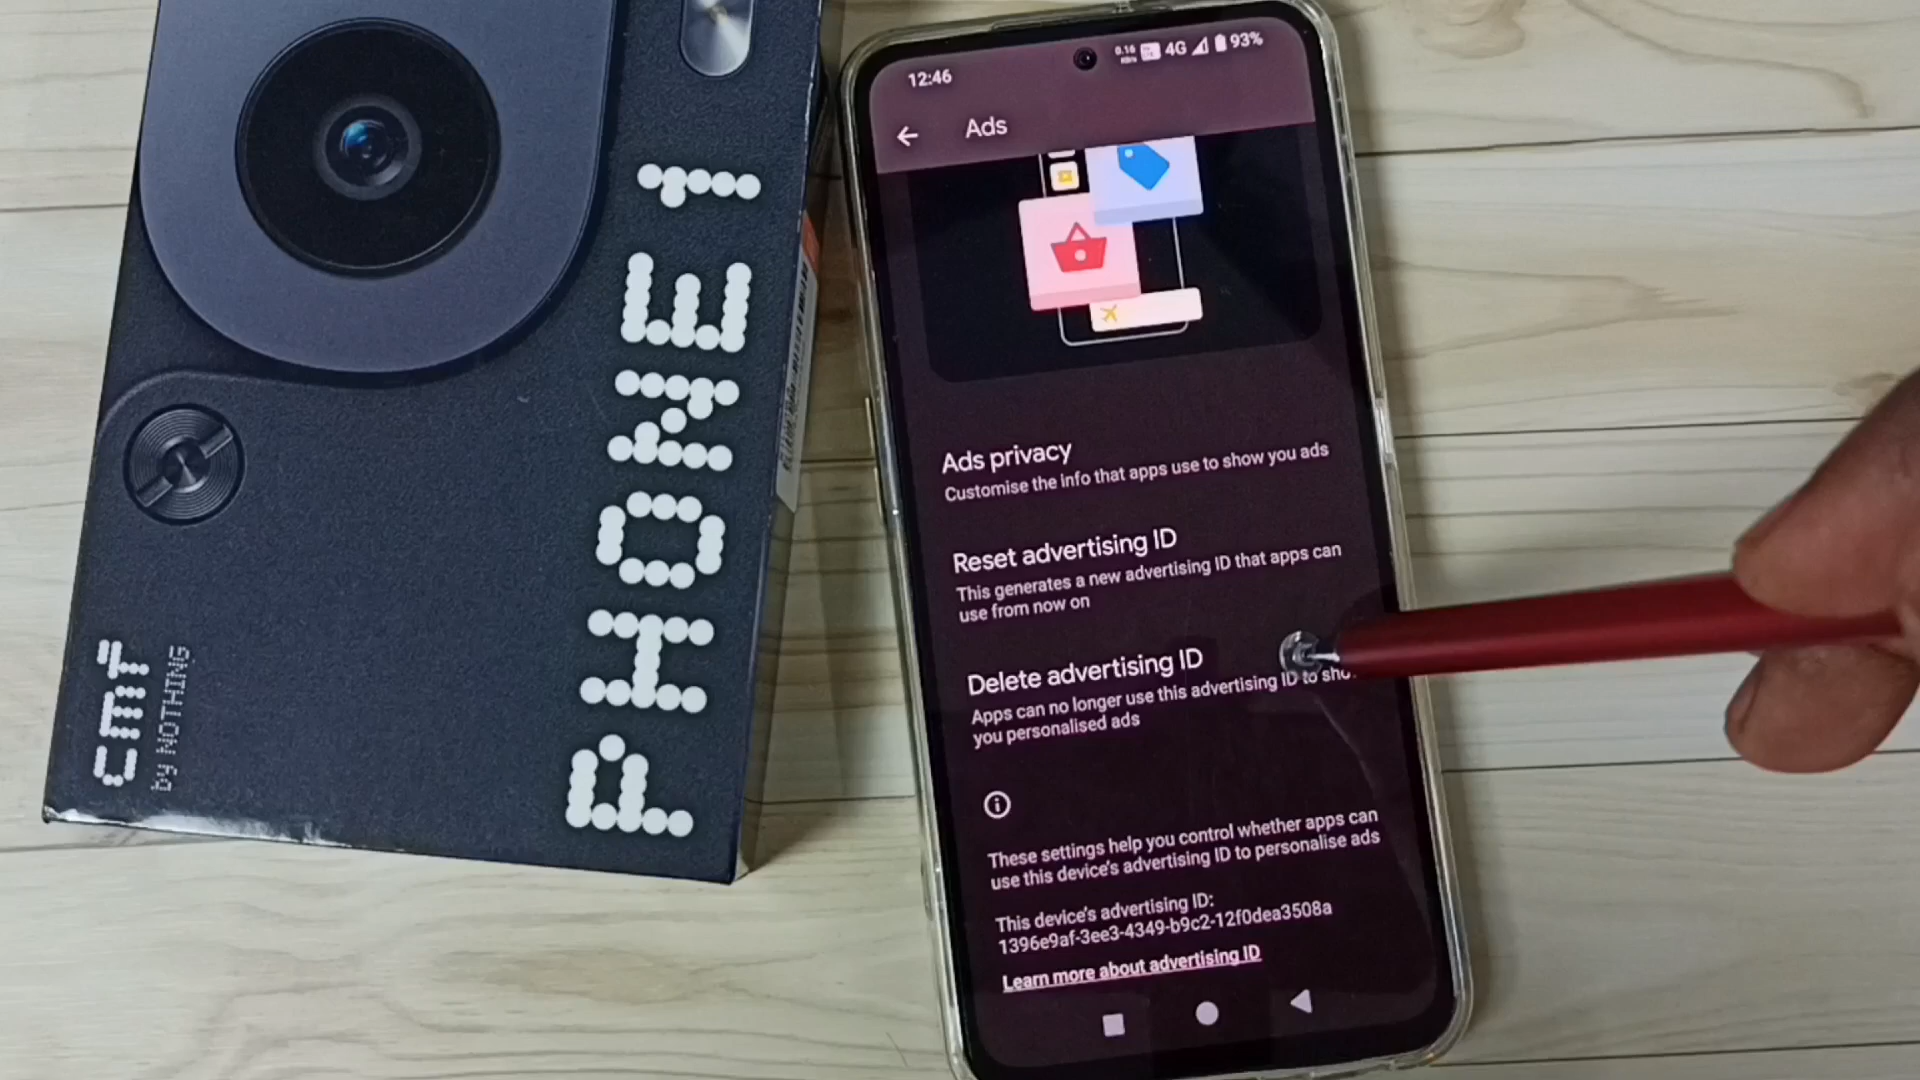 PHONE 1
cmf
by NOTHING
12:46
0.16
4G
93%
Ads
Ads privacy
Customise the info that apps use to show you ads
Reset advertising ID
This generates a new advertising ID that apps can
use from now on
Delete advertising ID
Apps can no longer use this advertising ID to sho
you personalised ads
These settings help you control whether apps can
use this device's advertising ID to personalise ads
This device's advertising ID:
1396e9af-3ee3-4349-b9c2-12f0dea3508a
Learn more about advertising ID